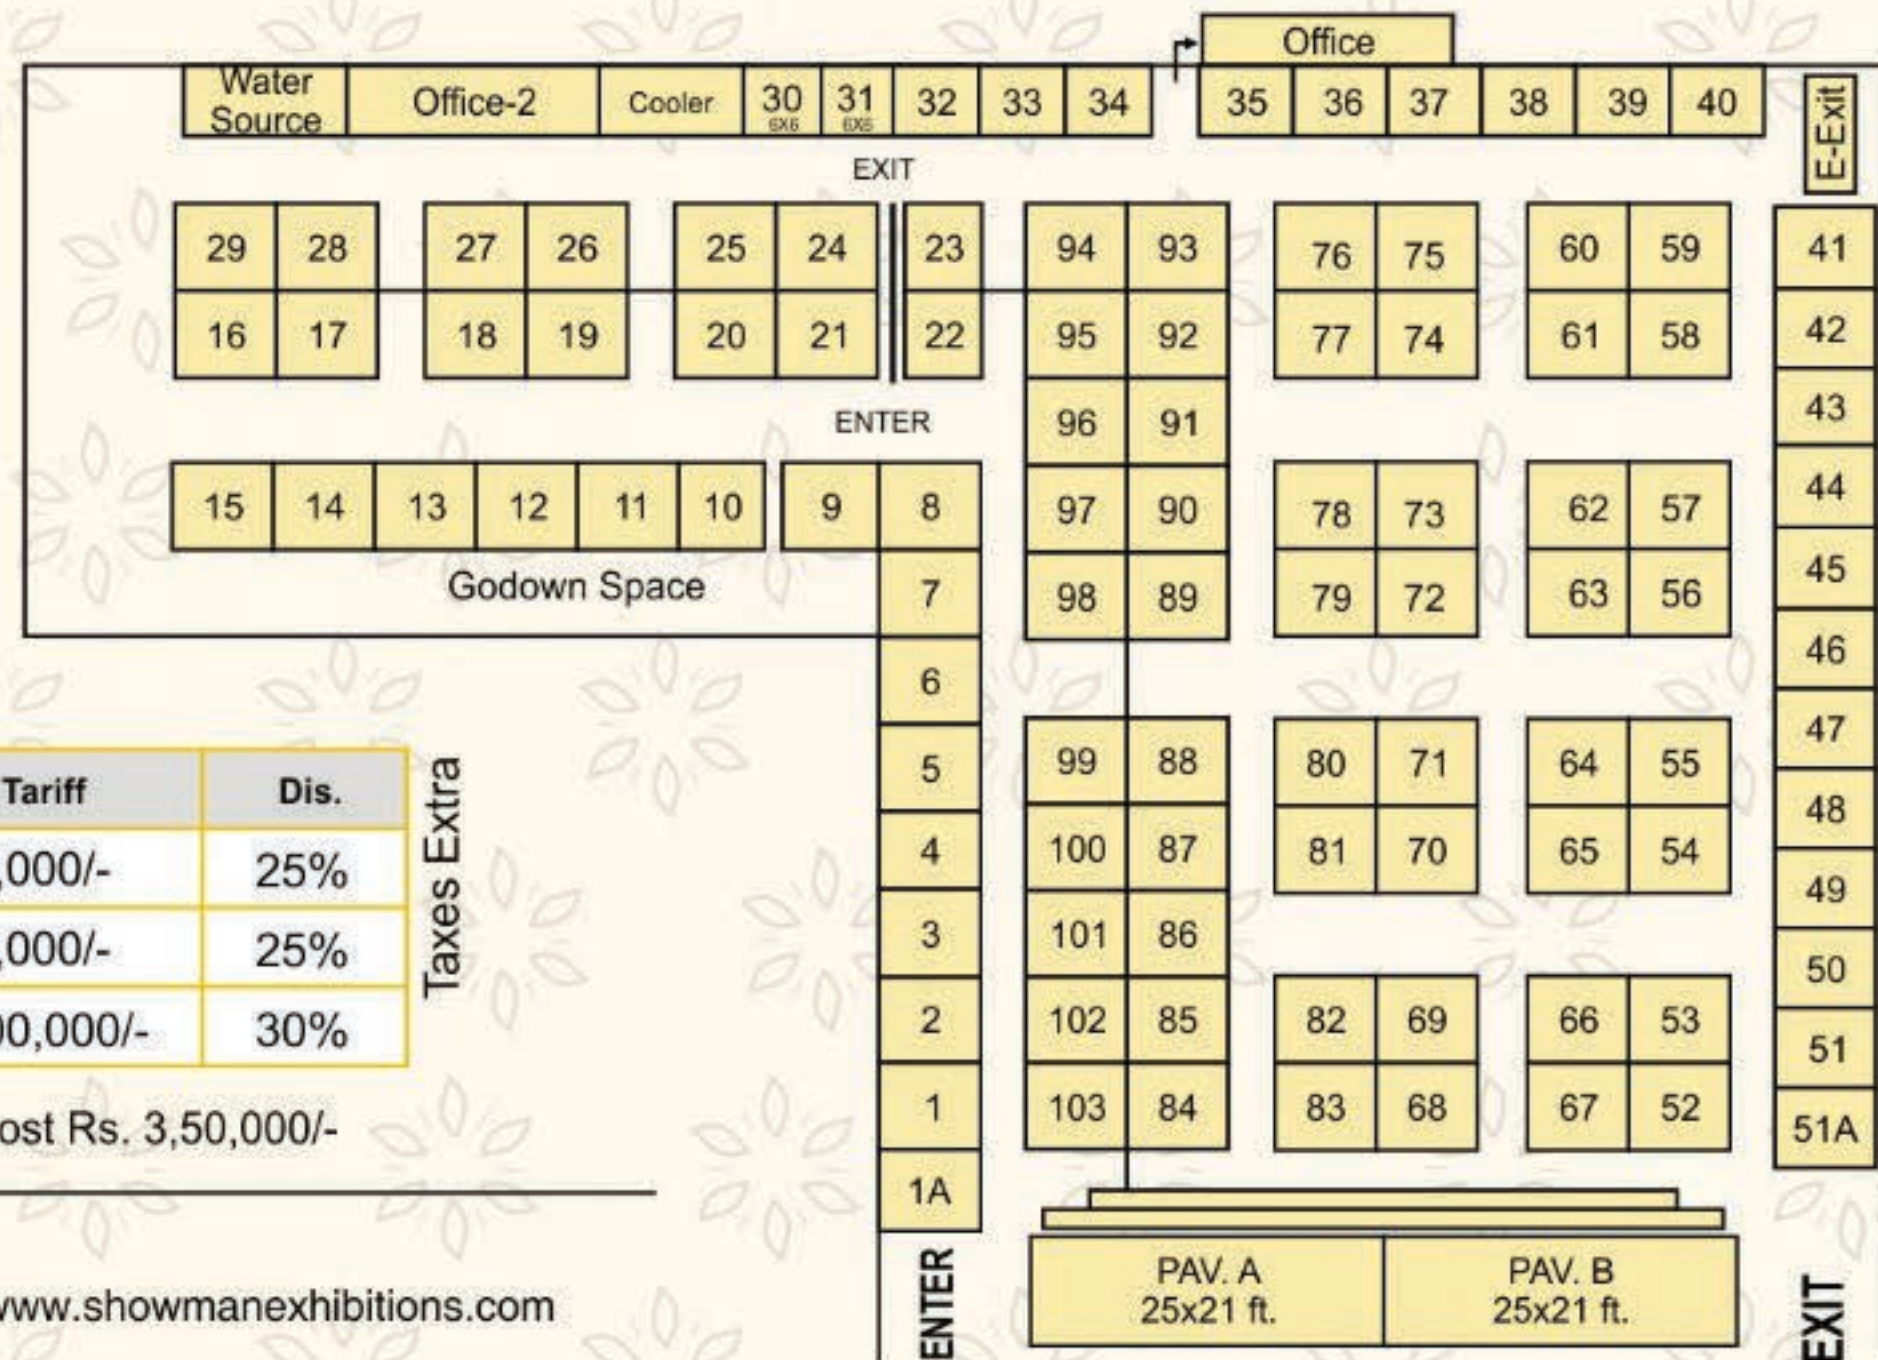 Office
Water
Source
Office-2
Cooler
30
6X6
31
6X6
32 33 34
35 36 37 38 39 40
E-Exit
EXIT
29 28 27 26 25 24 23 94 93 76 75 60 59 41
16 17 18 19 20 21 22 95 92 77 74 61 58 42
ENTER
96 91 43
15 14 13 12 11 10 9 8 97 90 78 73 62 57 44
Godown Space
7 98 89 79 72 63 56 45
6 46
5 99 88 80 71 64 55 47
4 100 87 81 70 65 54 48
3 101 86 49
2 102 85 82 69 66 53 50
1 103 84 83 68 67 52 51
1A 51A
Tariff Dis.
,000/- 25%
,000/- 25%
00,000/- 30%
Taxes Extra
ost Rs. 3,50,000/-
www.showmanexhibitions.com
ENTER
PAV. A
25x21 ft.
PAV. B
25x21 ft.
EXIT